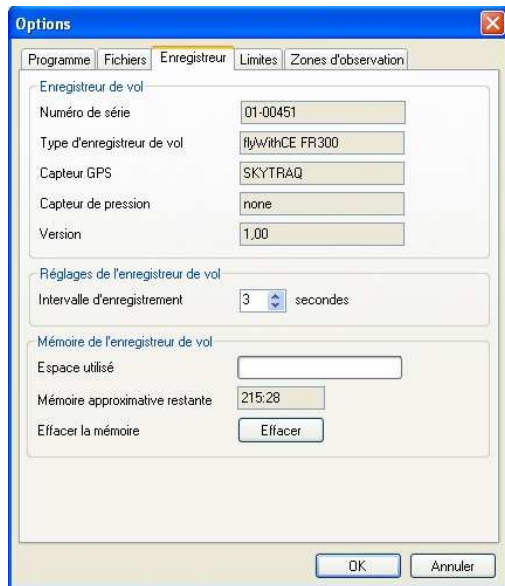 Options
Programme Fichiers Enregistreur Limites Zones d'observation
Enregistreur de vol
Numéro de série 01-00451
Type d'enregistreur de vol flyWithCE FR300
Capteur GPS SKYTRAQ
Capteur de pression none
Version 1,00
Réglages de l'enregistreur de vol
Intervalle d'enregistrement 3 secondes
Mémoire de l'enregistreur de vol
Espace utilisé
Mémoire approximative restante 215:28
Effacer la mémoire Effacer
OK Annuler